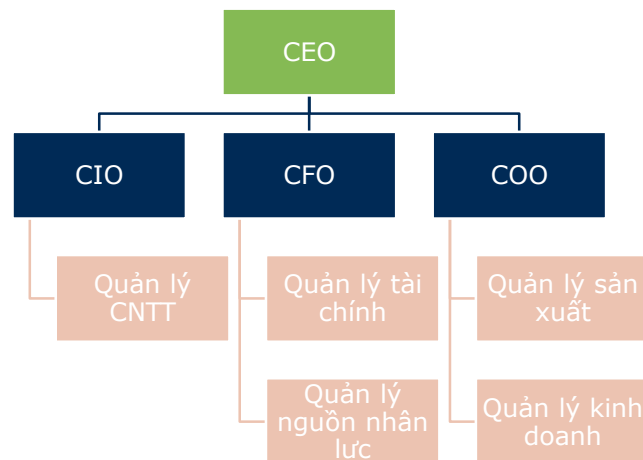 CEO
CIO
CFO
COO
Quản lý
CNTT
Quản lý tài
chính
Quản lý sản
xuất
Quản lý
nguồn nhân
lực
Quản lý kinh
doanh